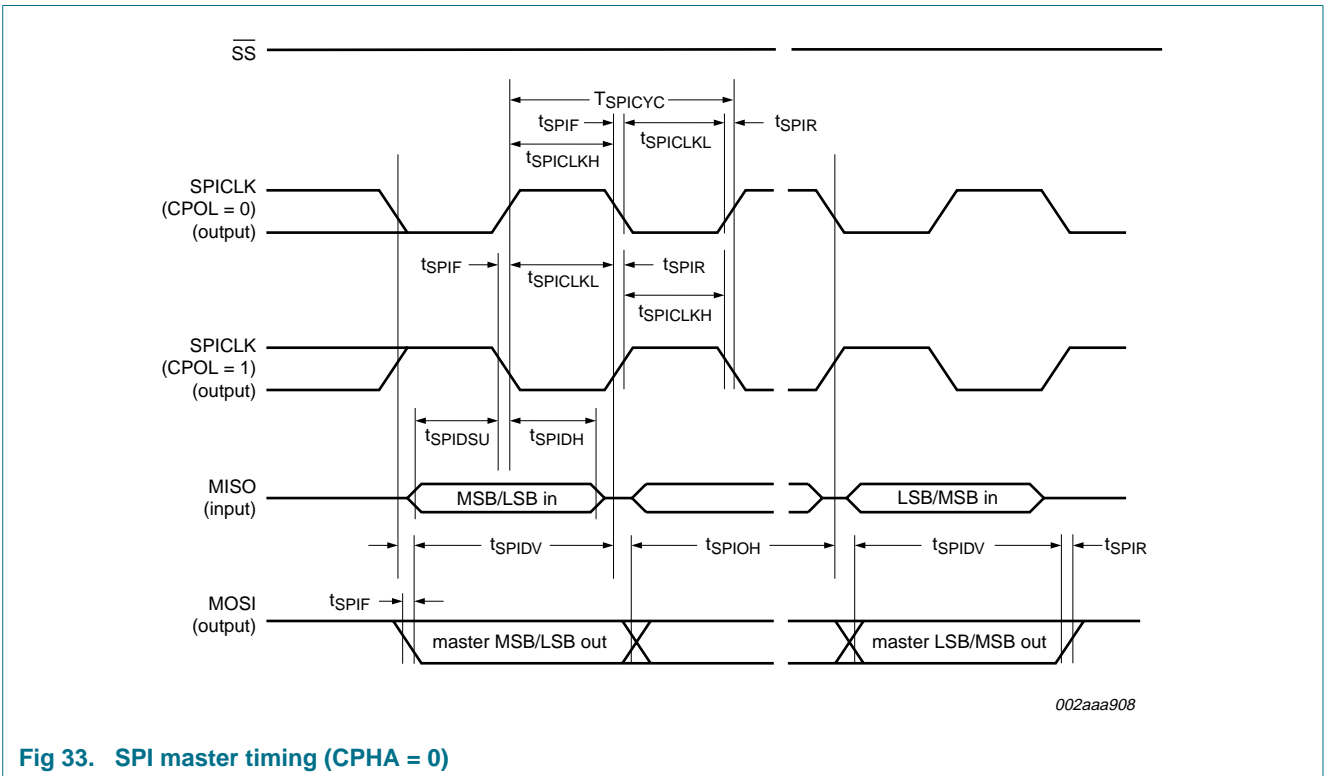 SS
TSPICYC
tSPIF
tSPICLKL
tSPIR
tSPICLKH
SPICLK
(CPOL = 0)
(output)
tSPIF
tSPICLKL
tSPIR
tSPICLKH
SPICLK
(CPOL = 1)
(output)
tSPIDSU
tSPIDH
MISO
(input)
MSB/LSB in
LSB/MSB in
tSPIDV
tSPIOH
tSPIDV
tSPIR
tSPIF
MOSI
(output)
master MSB/LSB out
master LSB/MSB out
002aaa908
Fig 33. SPI master timing (CPHA = 0)